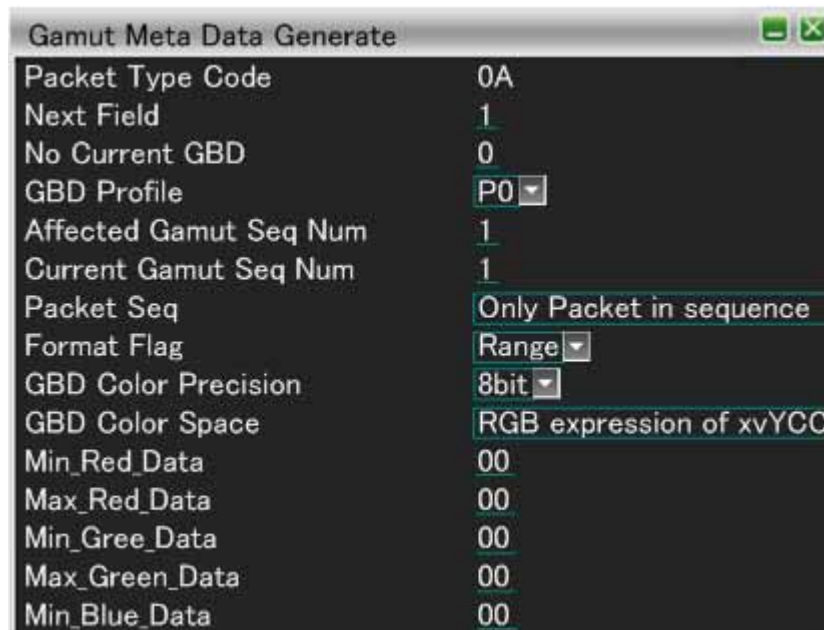 Gamut Meta Data Generate
Packet Type Code 0A
Next Field 1
No Current GBD 0
GBD Profile P0
Affected Gamut Seq Num 1
Current Gamut Seq Num 1
Packet Seq Only Packet in sequence
Format Flag Range
GBD Color Precision 8bit
GBD Color Space RGB expression of xvYCC
Min_Red_Data 00
Max_Red_Data 00
Min_Gree_Data 00
Max_Green_Data 00
Min_Blue_Data 00